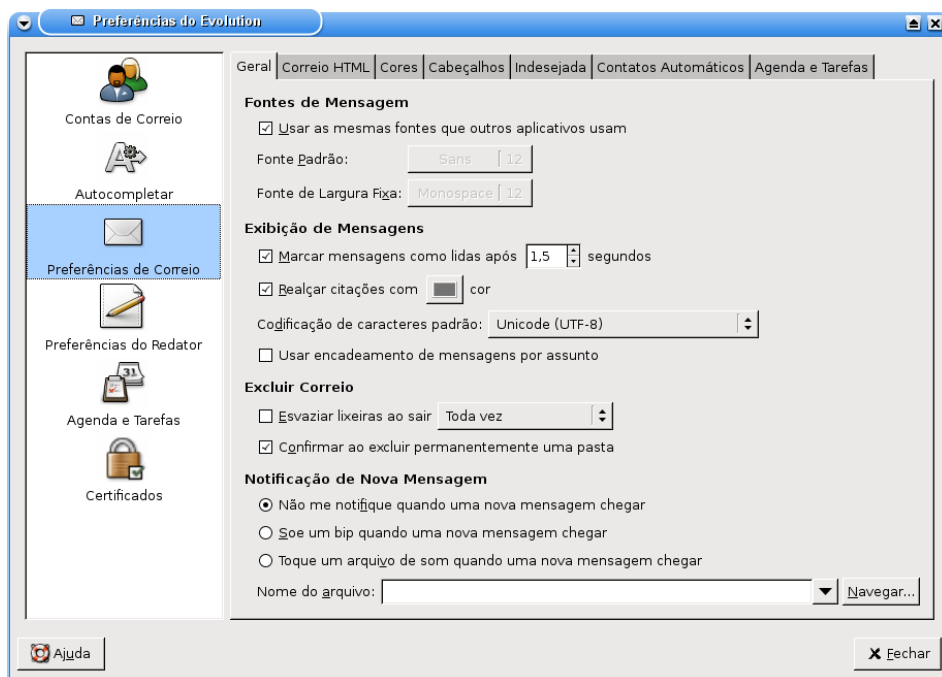 Preferências do Evolution
Contas de Correio
Autocompletar
Preferências de Correio
Preferências do Redator
31
Agenda e Tarefas
Certificados
Geral Correio HTML Cores Cabeçalhos Indesejada Contatos Automáticos Agenda e Tarefas
Fontes de Mensagem
Usar as mesmas fontes que outros aplicativos usam
Fonte Padrão: Sans 12
Fonte de Largura Fixa: Monospace 12
Exibição de Mensagens
Marcar mensagens como lidas após 1,5 segundos
Realçar citações com cor
Codificação de caracteres padrão: Unicode (UTF-8)
Usar encadeamento de mensagens por assunto
Excluir Correio
Esvaziar lixeiras ao sair Toda vez
Confirmar ao excluir permanentemente uma pasta
Notificação de Nova Mensagem
Não me notifique quando uma nova mensagem chegar
Soe um bip quando uma nova mensagem chegar
Toque um arquivo de som quando uma nova mensagem chegar
Nome do arquivo: Navegar...
Ajuda Fechar